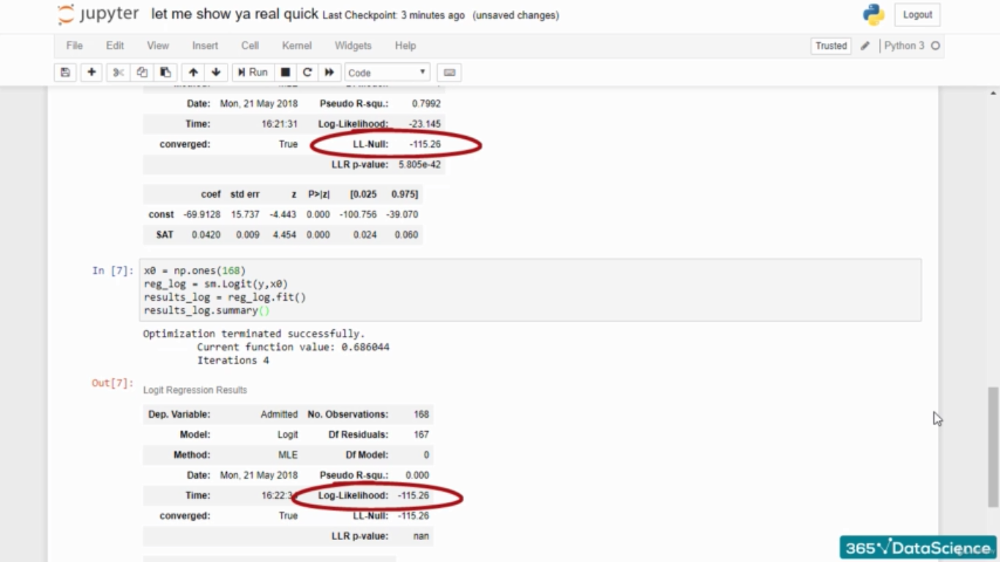 jupyter let me show ya real quick Last Checkpoint: 3 minutes ago (unsaved changes) Logout
File Edit View Insert Cell Kernel Widgets Help Trusted Python 3
Run Code
Date: Mon, 21 May 2018 Pseudo R-squ.: 0.7992
Time: 16:21:31 Log-Likelihood: -23.145
converged: True LL-Null: -115.26
LLR p-value: 5.805e-42
coef std err z P>|z| [0.025 0.975]
const -69.9128 15.737 -4.443 0.000 -100.756 -39.070
SAT 0.0420 0.009 4.454 0.000 0.024 0.060
In [7]: x0 = np.ones(168)
reg_log = sm.Logit(y,x0)
results_log = reg_log.fit()
results_log.summary()
Optimization terminated successfully.
Current function value: 0.686044
Iterations 4
Out[7]:
Logit Regression Results
Dep. Variable: Admitted No. Observations: 168
Model: Logit Df Residuals: 167
Method: MLE Df Model: 0
Date: Mon, 21 May 2018 Pseudo R-squ.: 0.000
Time: Log-Likelihood: -115.26
converged: True LL-Null: -115.26
LLR p-value: nan
365 DataScience